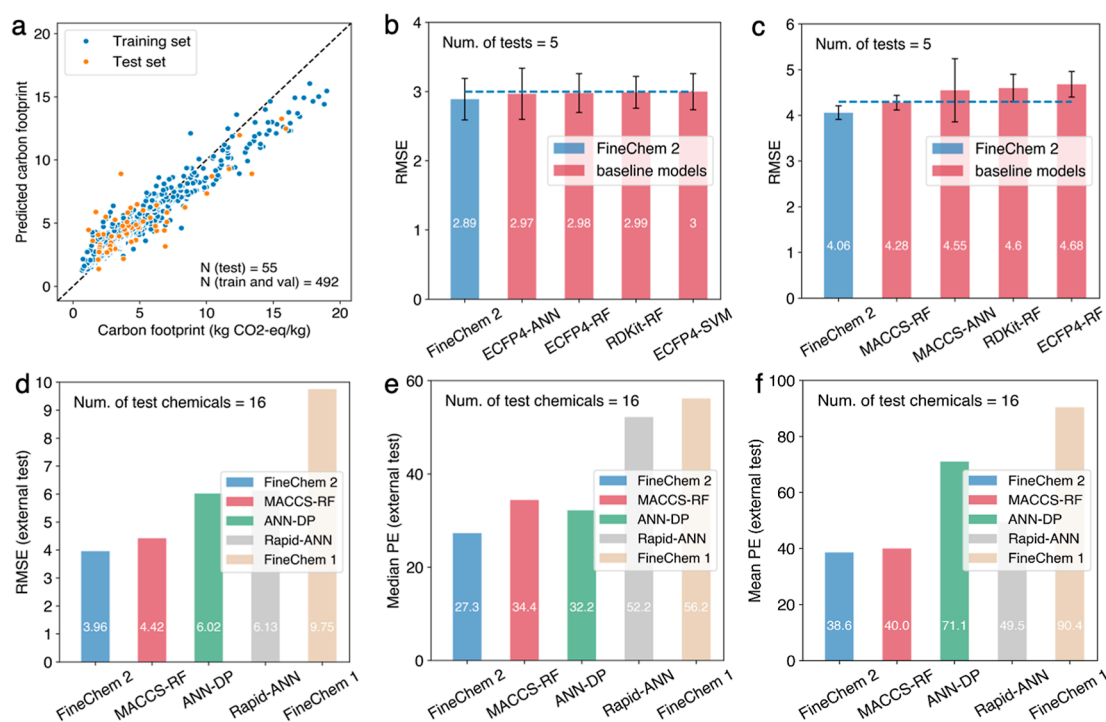 a
20
15
10
5
0
Predicted carbon footprint
Training set
Test set
N (test) = 55
N (train and val) = 492
0 5 10 15 20
Carbon footprint (kg CO2-eq/kg)
b
4
3
2
1
0
RMSE
Num. of tests = 5
FineChem 2
baseline models
2.89 2.97 2.98 2.99 3
FineChem 2 ECFP4-ANN ECFP4-RF RDKit-RF ECFP4-SVM
c
6
5
4
3
2
1
0
RMSE
Num. of tests = 5
FineChem 2
baseline models
4.06 4.28 4.55 4.6 4.68
FineChem 2 MACCS-RF MACCS-ANN RDKit-RF ECFP4-RF
d
10
9
8
7
6
5
4
3
2
1
0
RMSE (external test)
Num. of test chemicals = 16
FineChem 2
MACCS-RF
ANN-DP
Rapid-ANN
FineChem 1
3.96 4.42 6.02 6.13 9.75
FineChem 2 MACCS-RF ANN-DP Rapid-ANN FineChem 1
e
60
40
20
0
Median PE (external test)
Num. of test chemicals = 16
FineChem 2
MACCS-RF
ANN-DP
Rapid-ANN
FineChem 1
27.3 34.4 32.2 52.2 56.2
FineChem 2 MACCS-RF ANN-DP Rapid-ANN FineChem 1
f
100
80
60
40
20
0
Mean PE (external test)
Num. of test chemicals = 16
FineChem 2
MACCS-RF
ANN-DP
Rapid-ANN
FineChem 1
38.6 40.0 71.1 49.5 90.4
FineChem 2 MACCS-RF ANN-DP Rapid-ANN FineChem 1